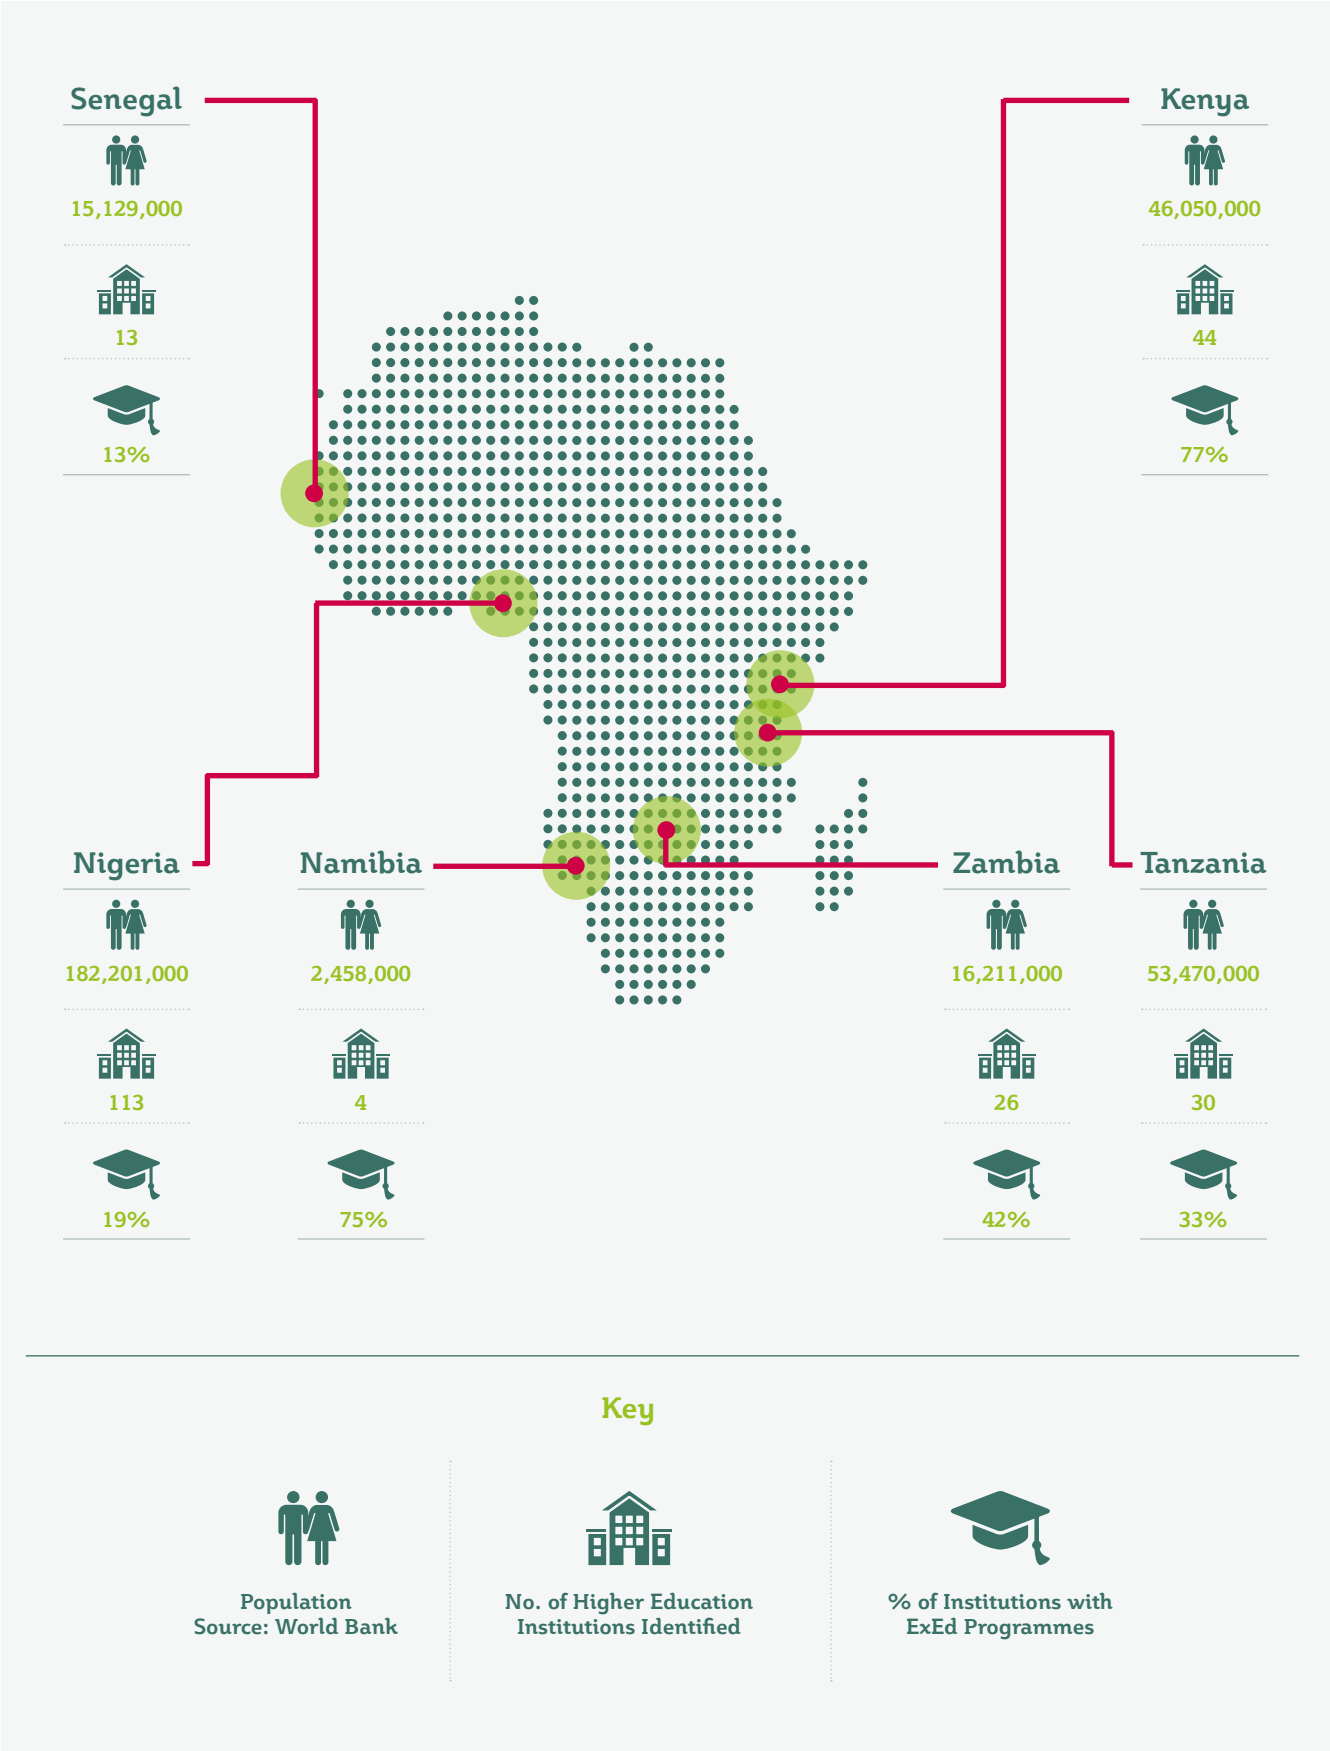 Senegal
15,129,000
13
13%
Kenya
46,050,000
44
77%
Nigeria
182,201,000
113
19%
Namibia
2,458,000
4
75%
Zambia
16,211,000
26
42%
Tanzania
53,470,000
30
33%
Key
Population
Source: World Bank
No. of Higher Education
Institutions Identified
% of Institutions with
ExEd Programmes